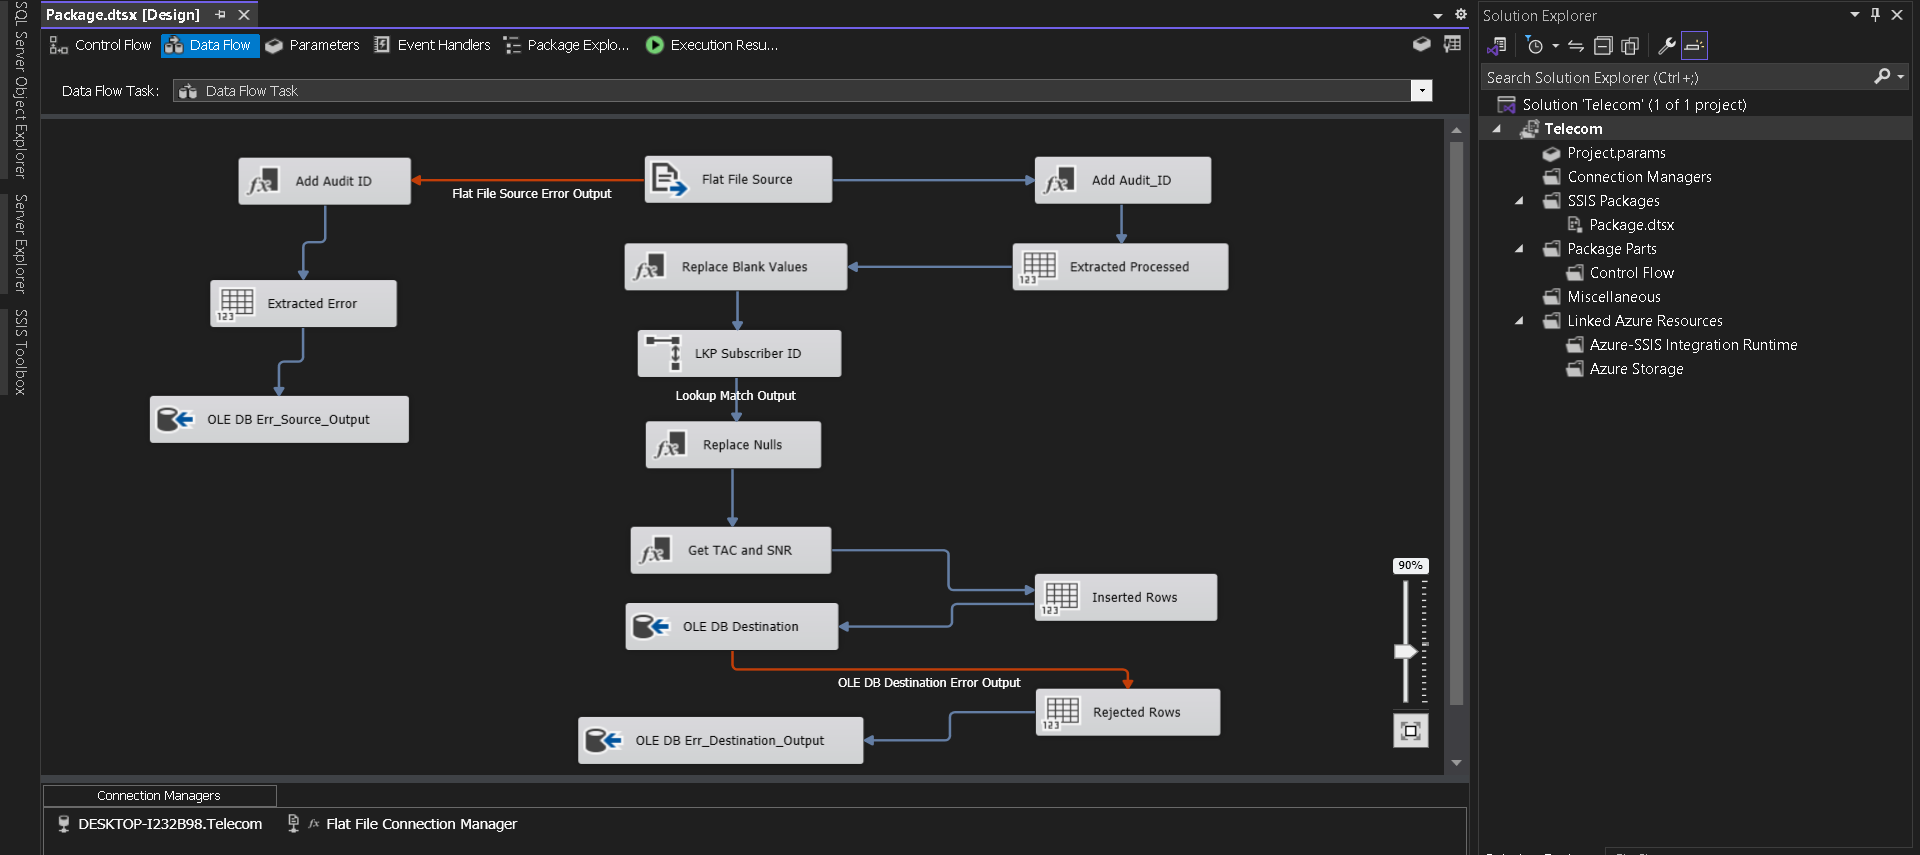 SQL Server Object Explorer
Server Explorer
SSIS Toolbox
Package.dtsx [Design]
Control Flow
Data Flow
Parameters
Event Handlers
Package Explo...
Execution Resu...
Data Flow Task:
Data Flow Task
Add Audit ID
Flat File Source Error Output
Flat File Source
Add Audit_ID
Replace Blank Values
Extracted Processed
Extracted Error
123
123
LKP Subscriber ID
Lookup Match Output
OLE DB Err_Source_Output
Replace Nulls
Get TAC and SNR
Inserted Rows
123
OLE DB Destination
OLE DB Destination Error Output
Rejected Rows
123
OLE DB Err_Destination_Output
90%
Connection Managers
DESKTOP-I232B98.Telecom
fx Flat File Connection Manager
Solution Explorer
Search Solution Explorer (Ctrl+;)
Solution 'Telecom' (1 of 1 project)
Telecom
Project.params
Connection Managers
SSIS Packages
Package.dtsx
Package Parts
Control Flow
Miscellaneous
Linked Azure Resources
Azure-SSIS Integration Runtime
Azure Storage